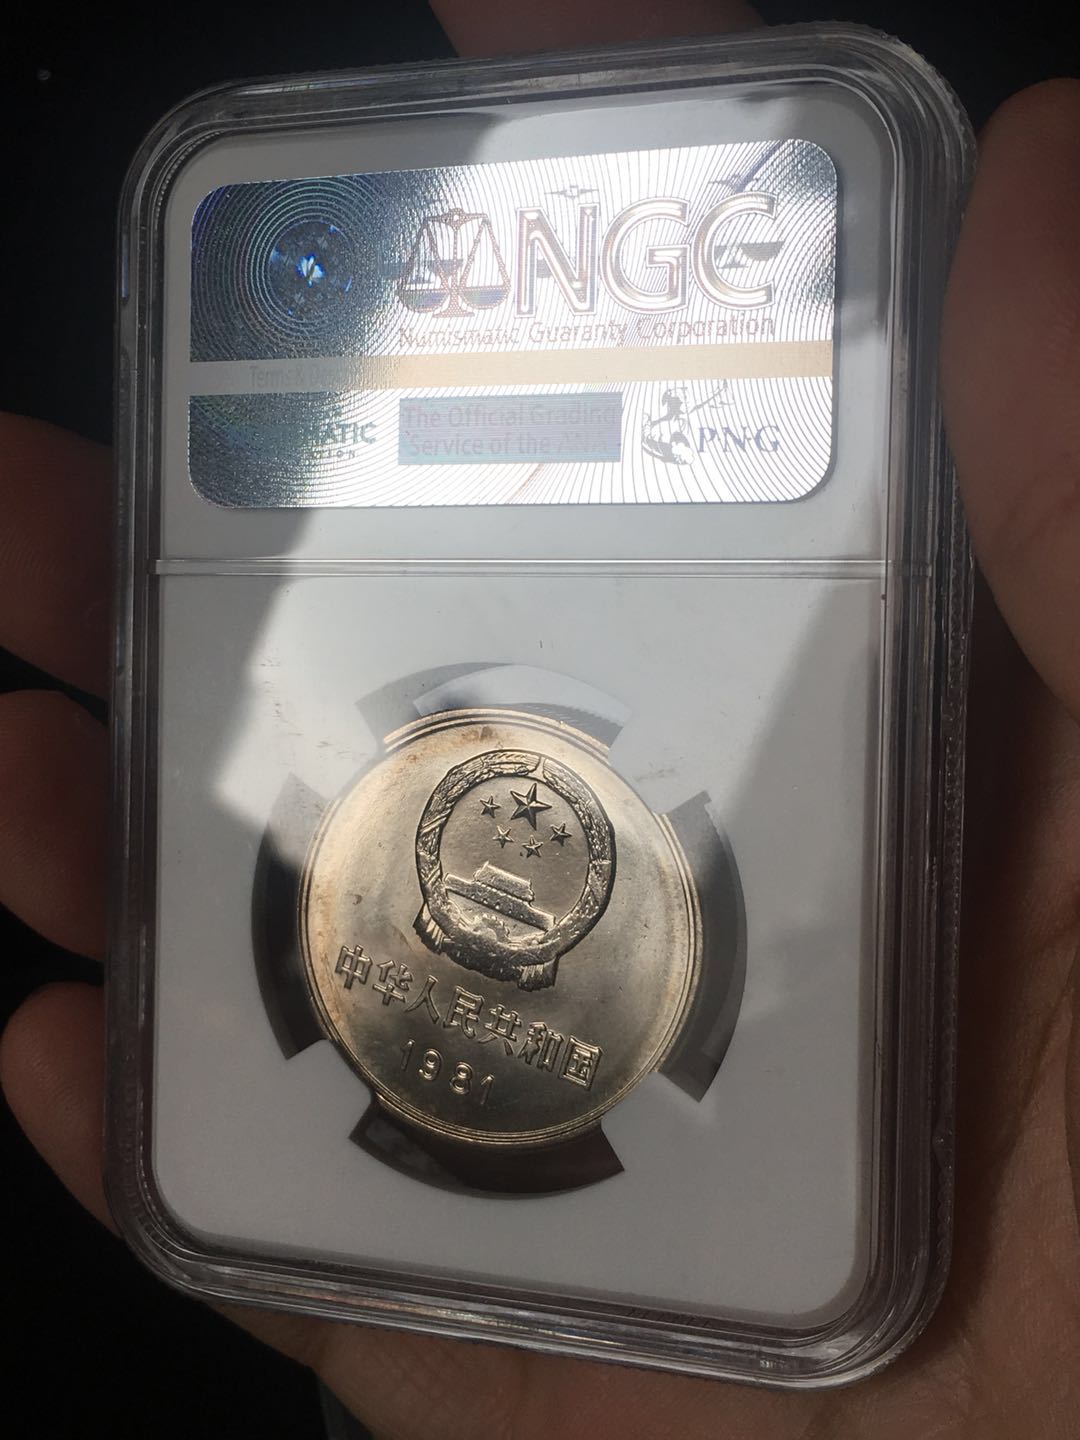 NGC
Numismatic Guaranty Corporation
Terms &
The Official Grading
Service of the ANA
PNG
中华人民共和国
1981